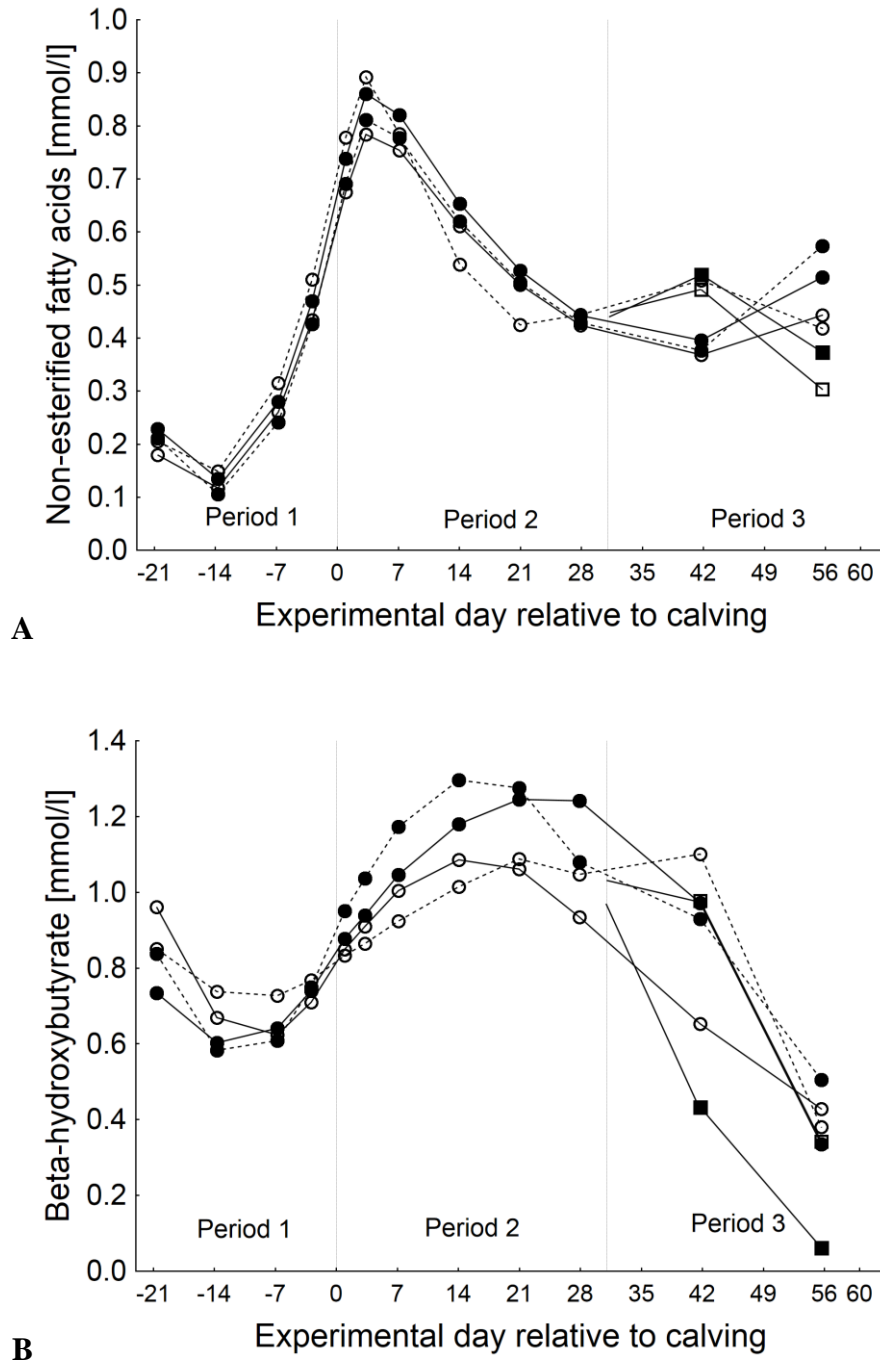 Non-esterified fatty acids [mmol/l]
1.0
0.9
0.8
0.7
0.6
0.5
0.4
0.3
0.2
0.1
0.0
Period 1 Period 2 Period 3
-21 -14 -7 0 7 14 21 28 35 42 49 56 60
Experimental day relative to calving
A
Beta-hydroxybutyrate [mmol/l]
1.4
1.2
1.0
0.8
0.6
0.4
0.2
0.0
Period 1 Period 2 Period 3
-21 -14 -7 0 7 14 21 28 35 42 49 56 60
Experimental day relative to calving
B